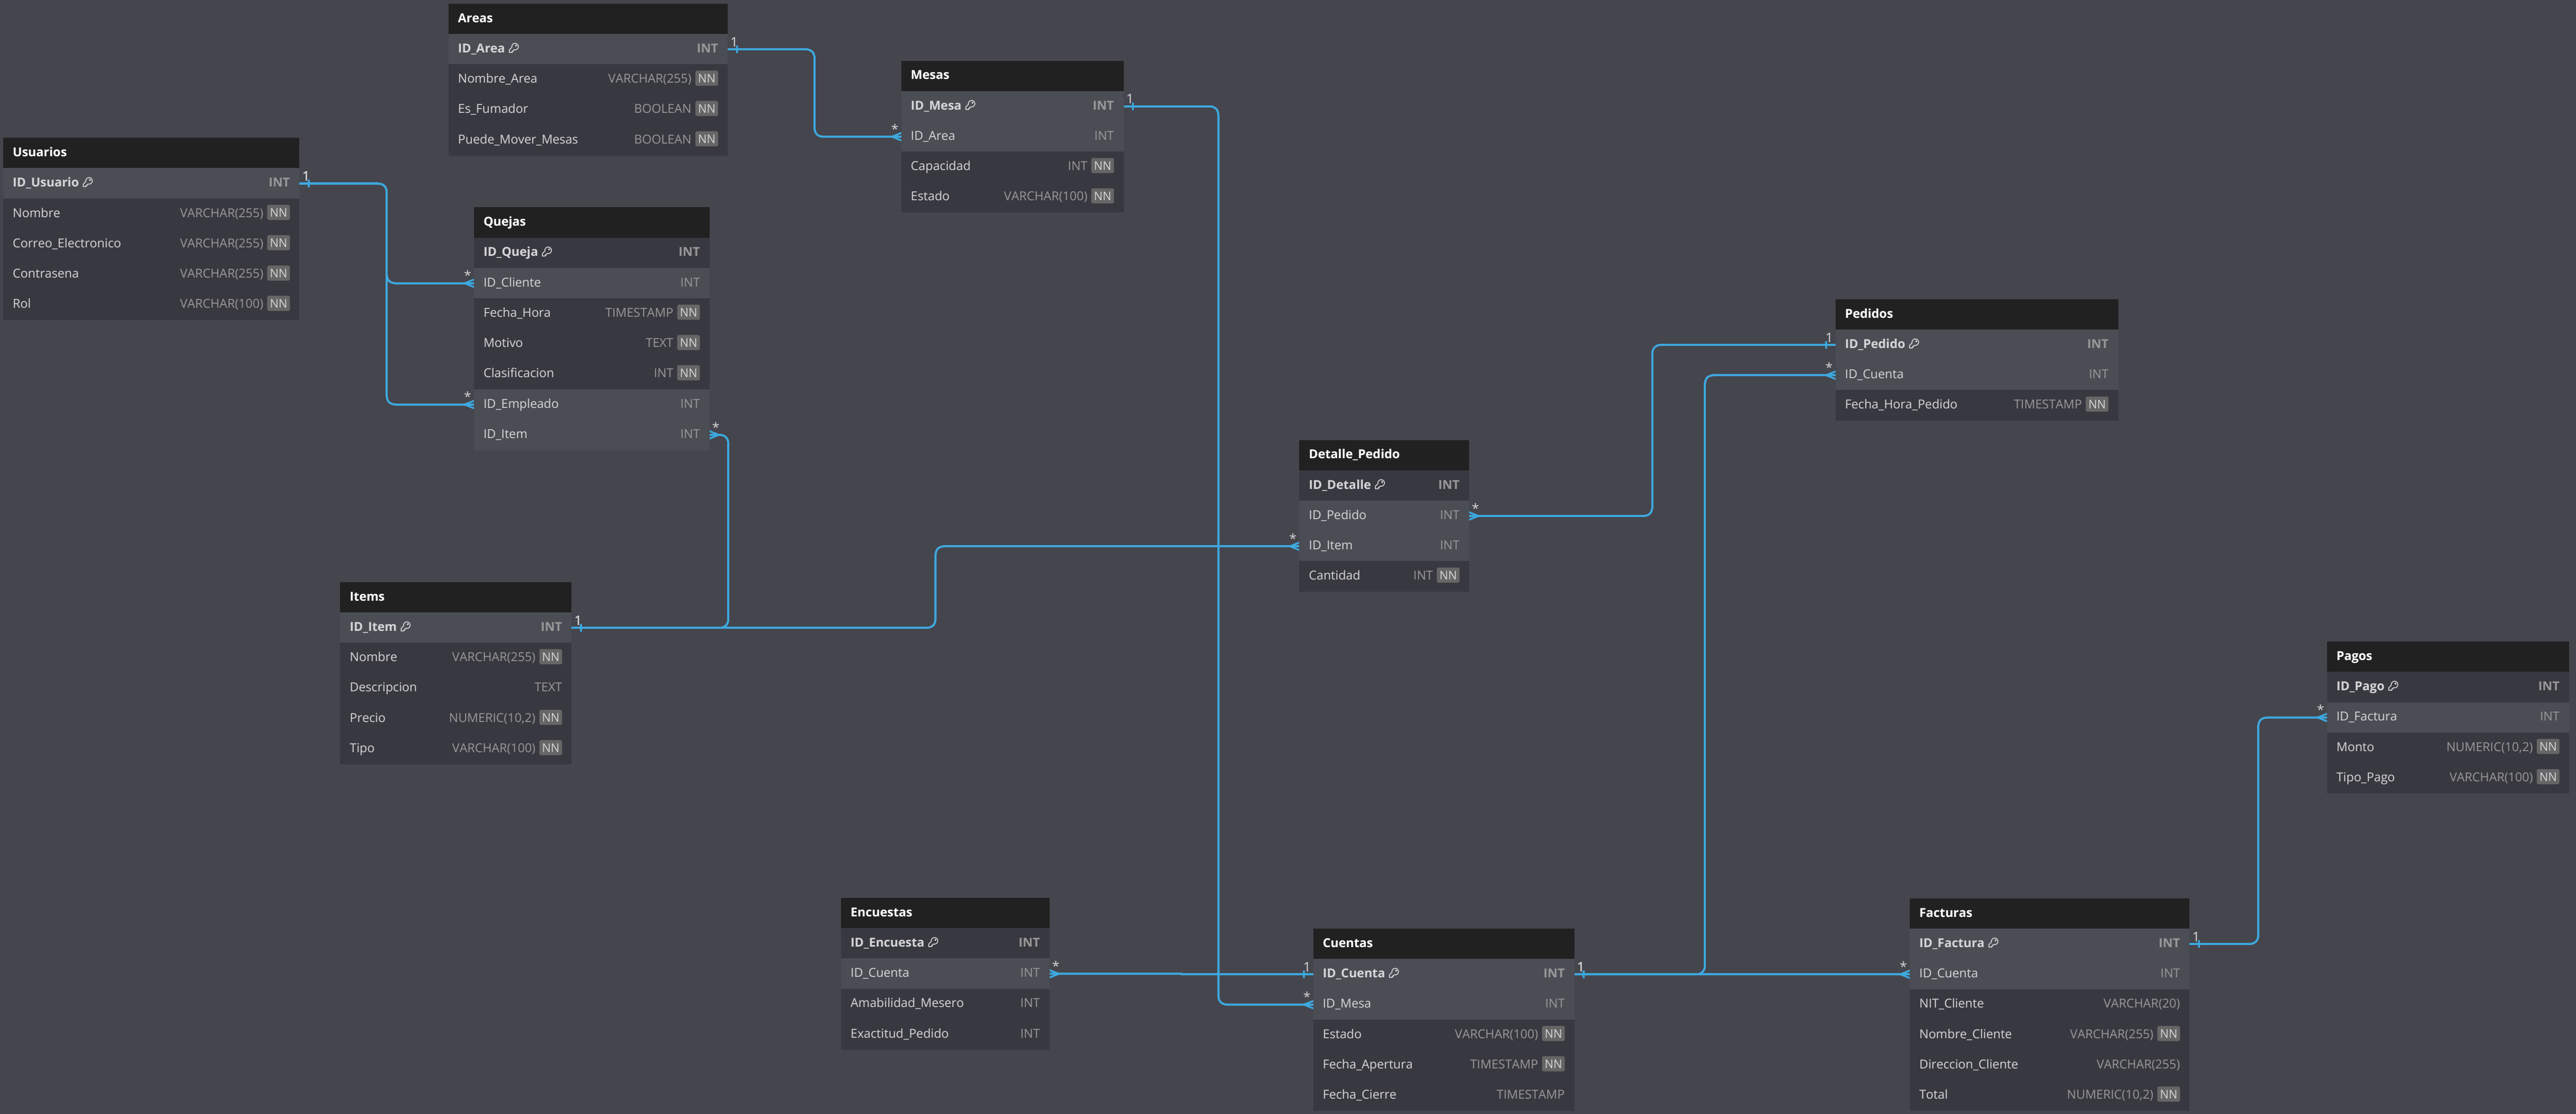 Areas
ID_Area INT
Nombre_Area VARCHAR(255) NN
Es_Fumador BOOLEAN NN
Puede_Mover_Mesas BOOLEAN NN
1
Mesas
ID_Mesa INT
* ID_Area INT
Capacidad INT NN
Estado VARCHAR(100) NN
1
Usuarios
ID_Usuario INT
Nombre VARCHAR(255) NN
Correo_Electronico VARCHAR(255) NN
Contrasena VARCHAR(255) NN
Rol VARCHAR(100) NN
1
Quejas
ID_Queja INT
* ID_Cliente INT
Fecha_Hora TIMESTAMP NN
Motivo TEXT NN
Clasificacion INT NN
* ID_Empleado INT
ID_Item INT *
Pedidos
1 ID_Pedido INT
* ID_Cuenta INT
Fecha_Hora_Pedido TIMESTAMP NN
Detalle_Pedido
ID_Detalle INT
ID_Pedido INT *
* ID_Item INT
Cantidad INT NN
Items
ID_Item INT 1
Nombre VARCHAR(255) NN
Descripcion TEXT
Precio NUMERIC(10,2) NN
Tipo VARCHAR(100) NN
Pagos
ID_Pago INT
* ID_Factura INT
Monto NUMERIC(10,2) NN
Tipo_Pago VARCHAR(100) NN
Encuestas
ID_Encuesta INT
ID_Cuenta INT *
Amabilidad_Mesero INT
Exactitud_Pedido INT
Cuentas
1 ID_Cuenta INT 1
* ID_Mesa INT
Estado VARCHAR(100) NN
Fecha_Apertura TIMESTAMP NN
Fecha_Cierre TIMESTAMP
Facturas
ID_Factura INT 1
* ID_Cuenta INT
NIT_Cliente VARCHAR(20)
Nombre_Cliente VARCHAR(255) NN
Direccion_Cliente VARCHAR(255)
Total NUMERIC(10,2) NN